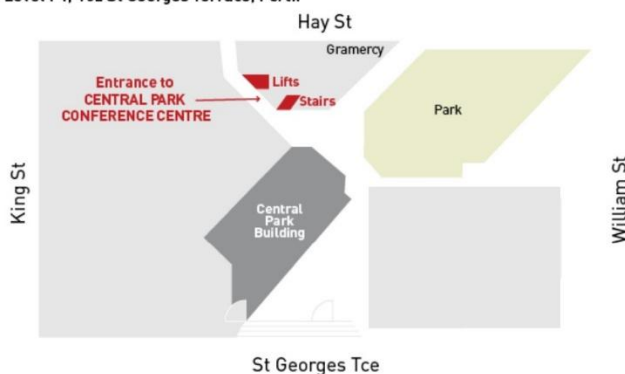 Hay St
Gramercy
Lifts
Entrance to
CENTRAL PARK
CONFERENCE CENTRE
Stairs
Park
King St
William St
Central
Park
Building
St Georges Tce